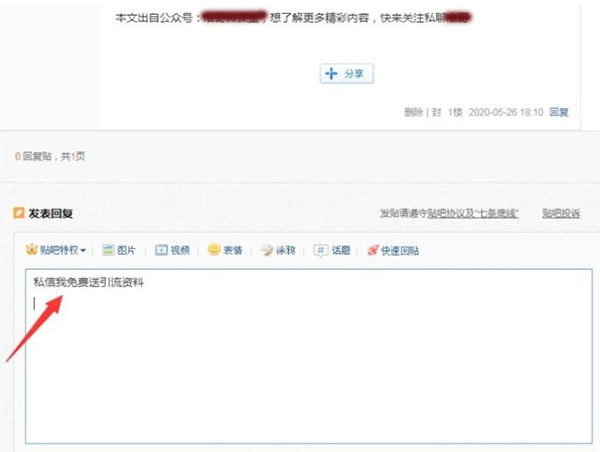 本文出自公众号：，想了解更多精彩内容，快来关注私聊
分享
删除 | 封 1楼 2020-05-26 18:10 回复
0回复贴，共1页
发表回复 发贴请遵守贴吧协议及“七条底线” 贴吧投诉
贴吧特权 图片 视频 表情 涂鸦 # 话题 快速回贴
私信我免费送引流资料